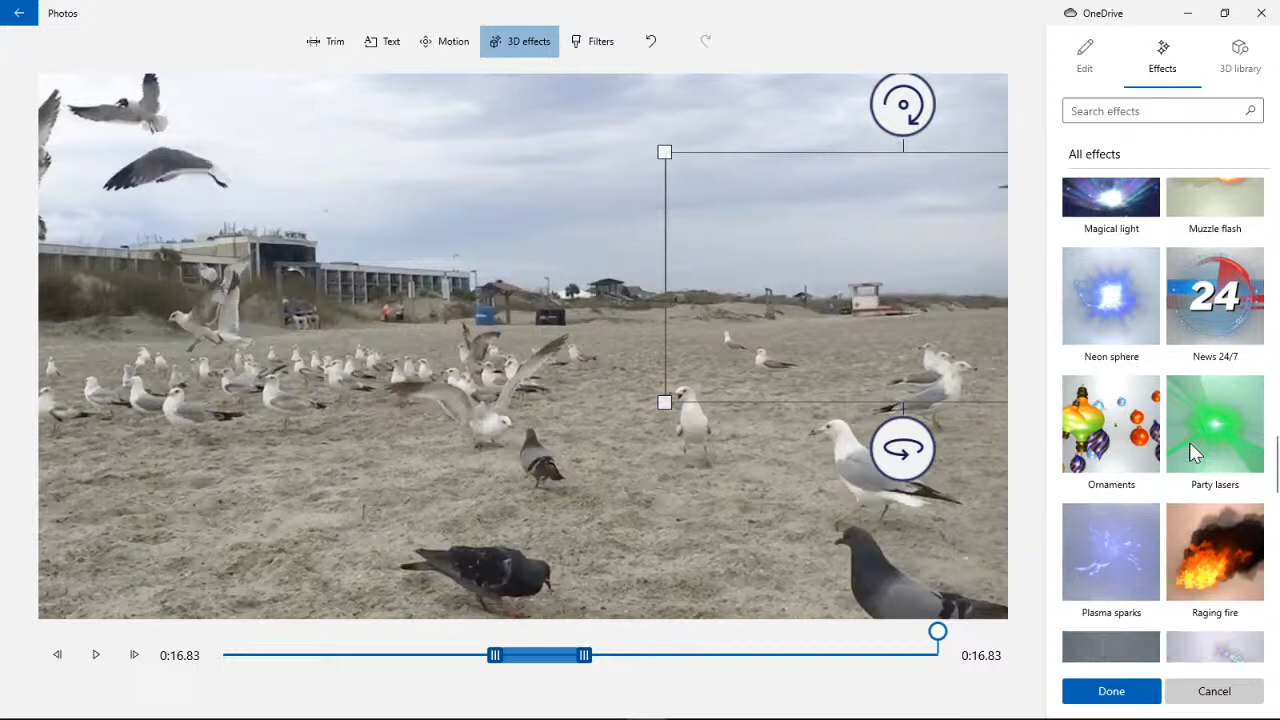 Photos
OneDrive
Trim
Text
Motion
3D effects
Filters
Edit
Effects
3D library
Search effects
All effects
Magical light
Muzzle flash
24
Neon sphere
News 24/7
Ornaments
Party lasers
Plasma sparks
Raging fire
0:16.83
0:16.83
Done
Cancel